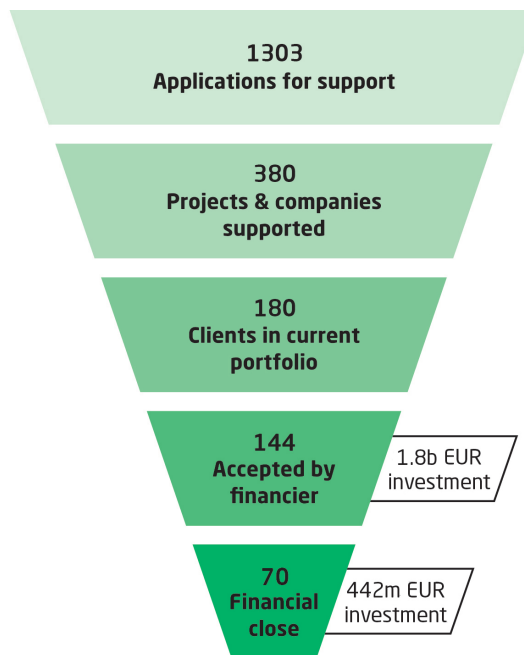 1303
Applications for support
380
Projects & companies
supported
180
Clients in current
portfolio
144
Accepted by
financier
1.8b EUR
investment
70
Financial
close
442m EUR
investment